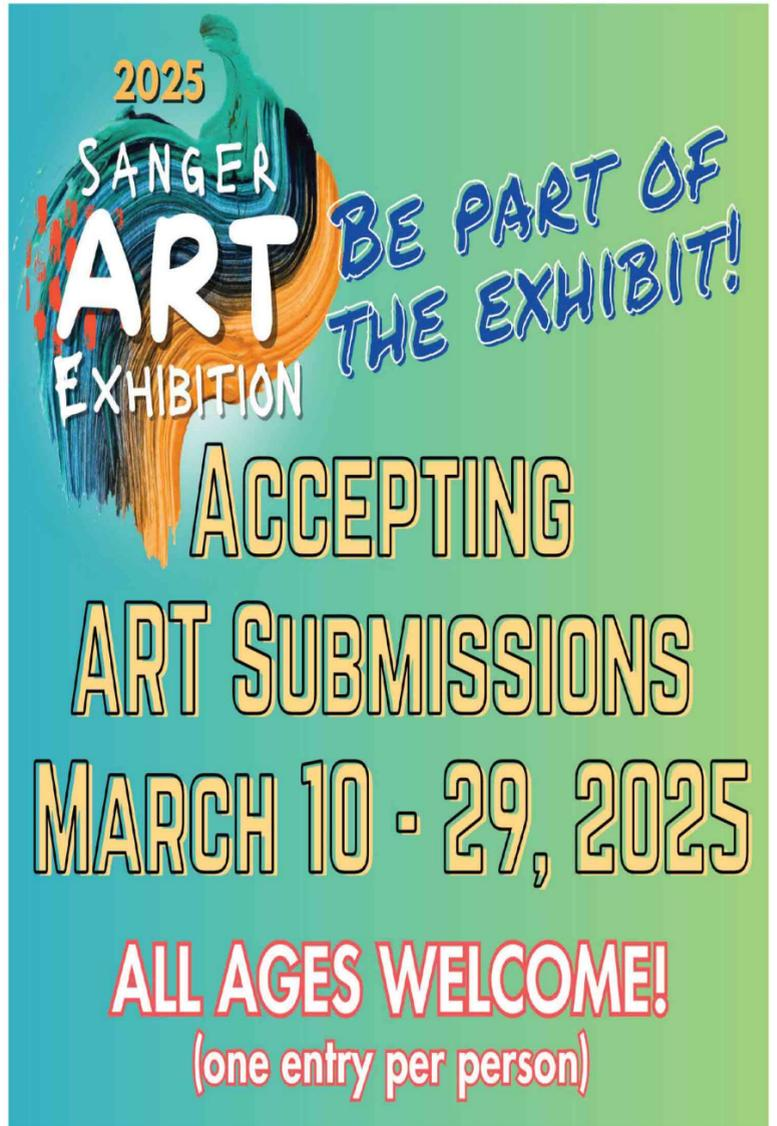 2025
SANGER
ART
EXHIBITION
BE PART OF
THE EXHIBIT!
ACCEPTING
ART SUBMISSIONS
MARCH 10 - 29, 2025
ALL AGES WELCOME!
(one entry per person)